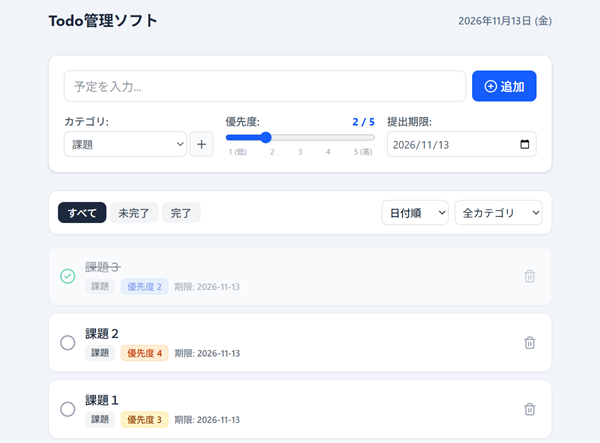 Todo管理ソフト 2026年11月13日 (金)
予定を入力... 追加
カテゴリ: 優先度: 2 / 5 提出期限:
課題 + 2026/11/13
1 (低) 2 3 4 5 (高)
すべて 未完了 完了 日付順 全カテゴリ
課題３
課題 優先度 2 期限: 2026-11-13
課題２
課題 優先度 4 期限: 2026-11-13
課題１
課題 優先度 3 期限: 2026-11-13